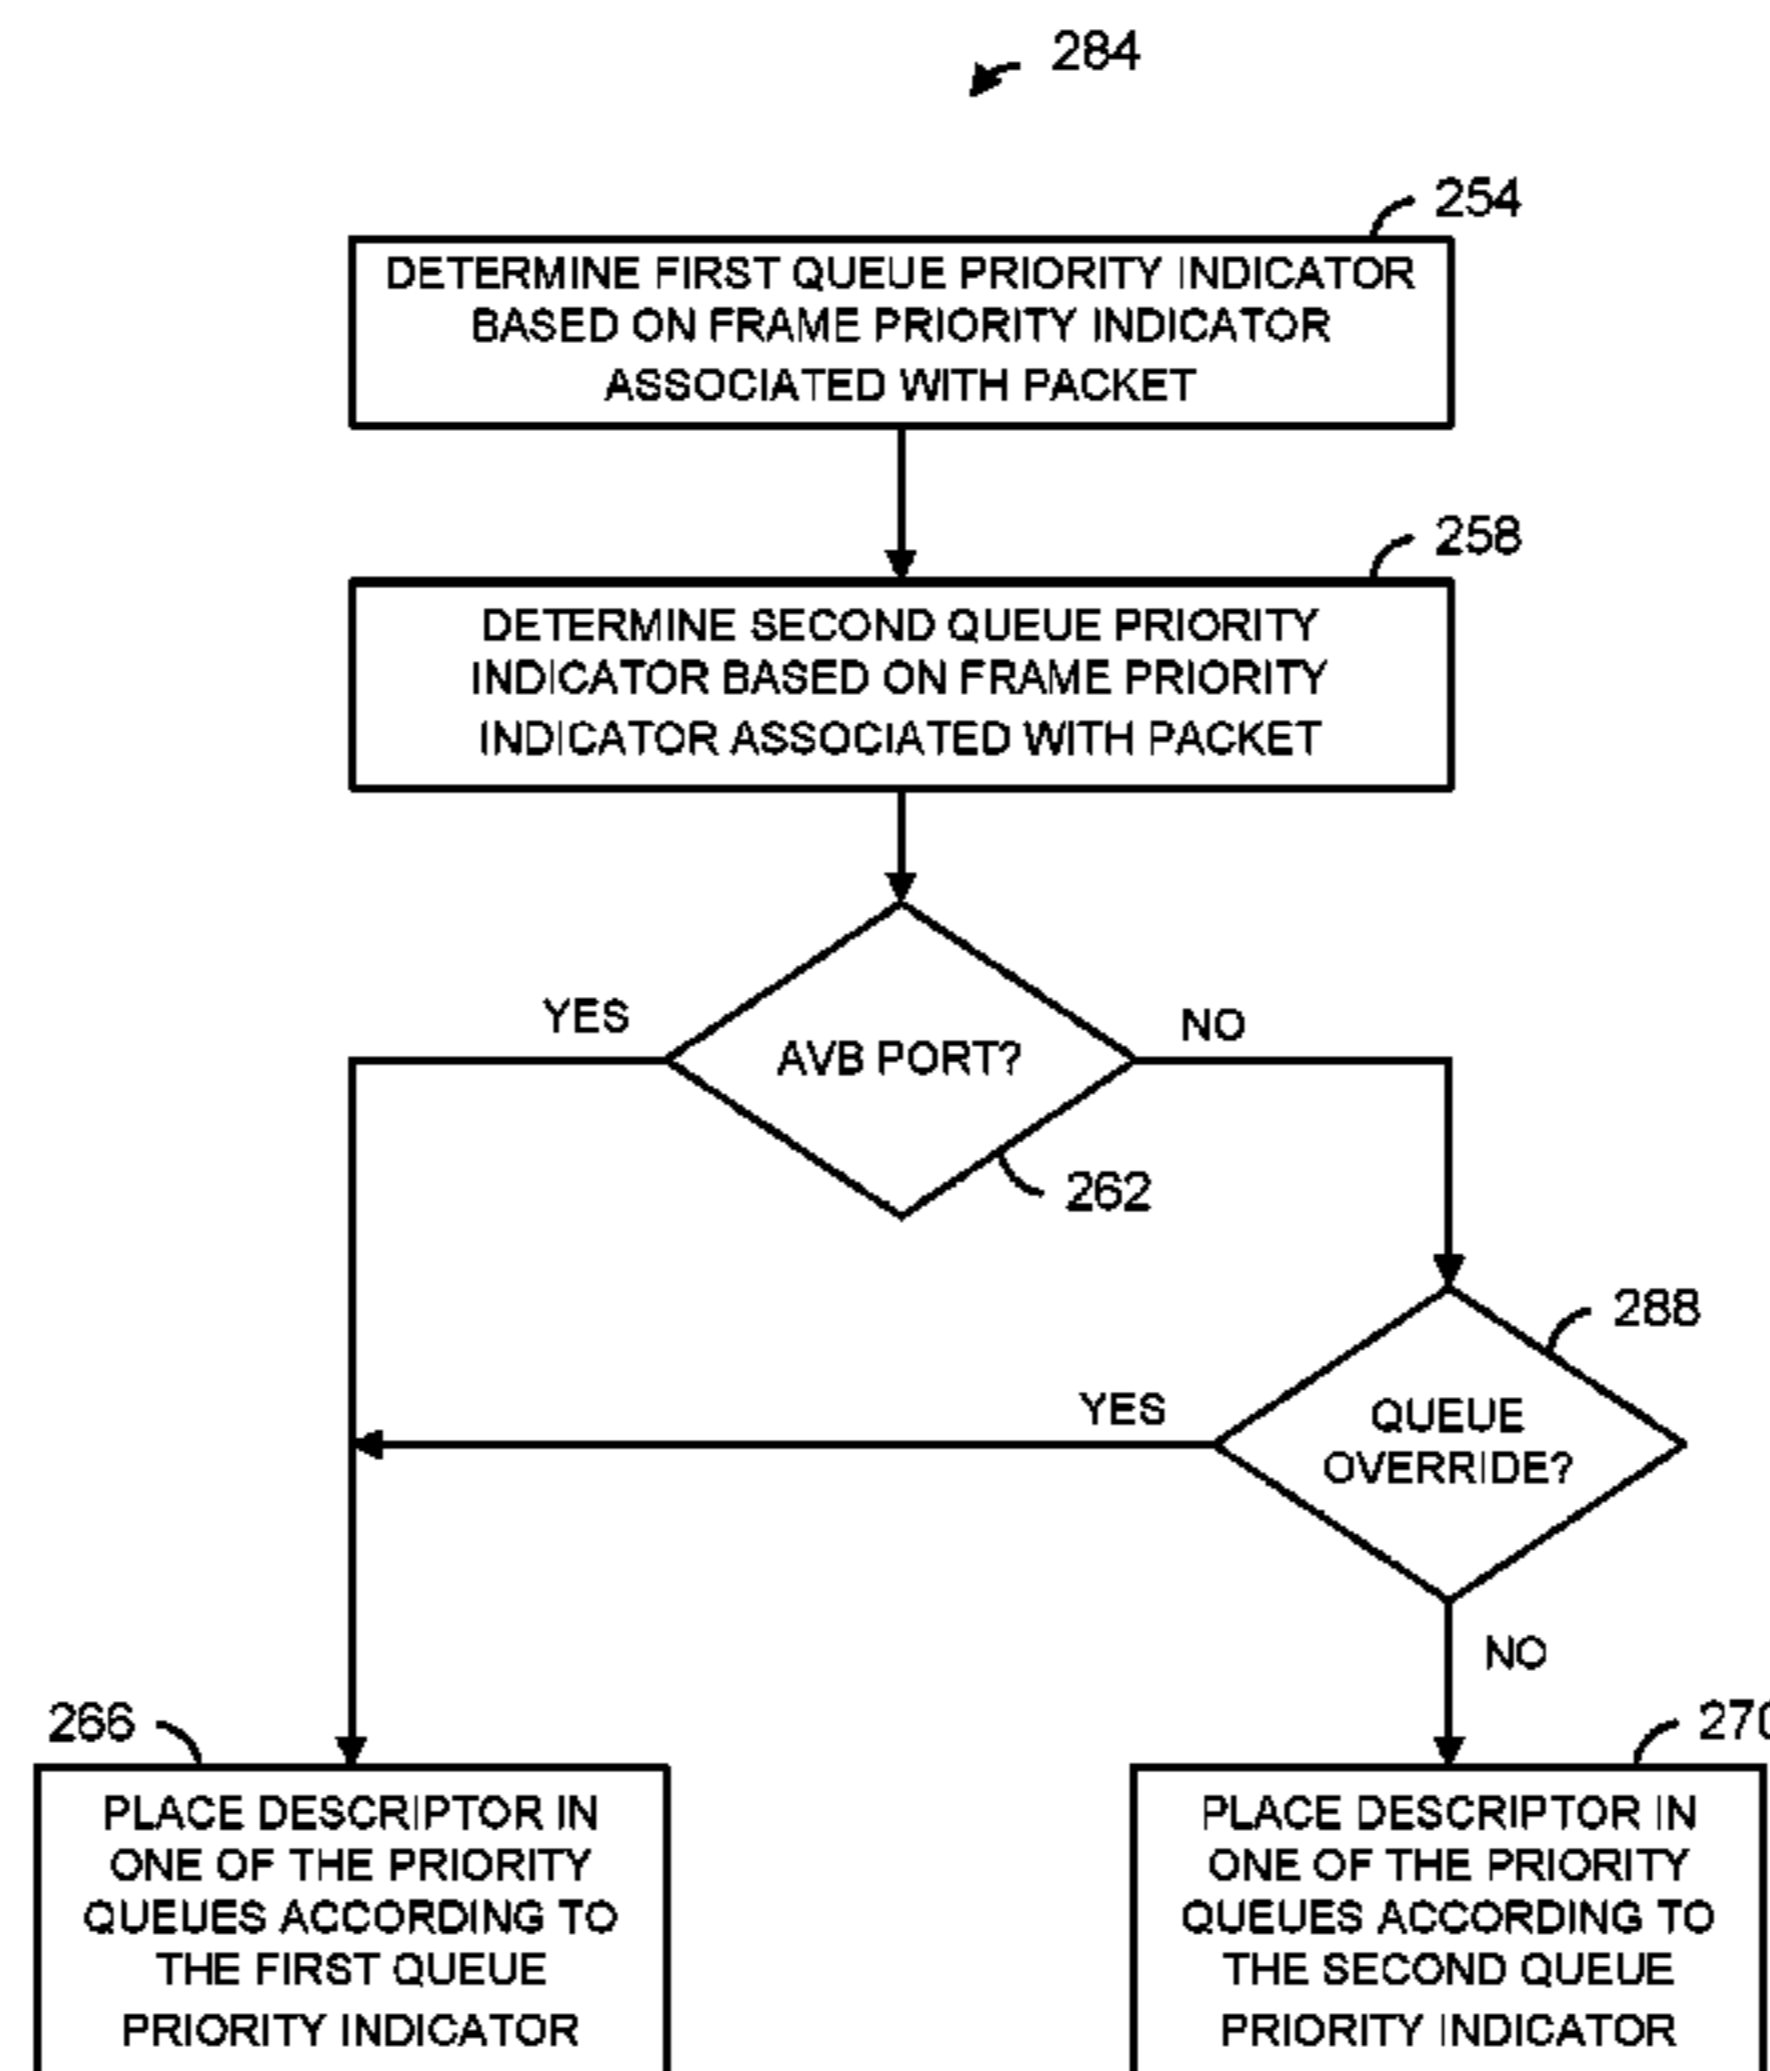 284
254
DETERMINE FIRST QUEUE PRIORITY INDICATOR
BASED ON FRAME PRIORITY INDICATOR
ASSOCIATED WITH PACKET
258
DETERMINE SECOND QUEUE PRIORITY
INDICATOR BASED ON FRAME PRIORITY
INDICATOR ASSOCIATED WITH PACKET
YES
NO
AVB PORT?
262
288
YES
QUEUE
OVERRIDE?
NO
266
270
PLACE DESCRIPTOR IN
ONE OF THE PRIORITY
QUEUES ACCORDING TO
THE FIRST QUEUE
PRIORITY INDICATOR
PLACE DESCRIPTOR IN
ONE OF THE PRIORITY
QUEUES ACCORDING TO
THE SECOND QUEUE
PRIORITY INDICATOR